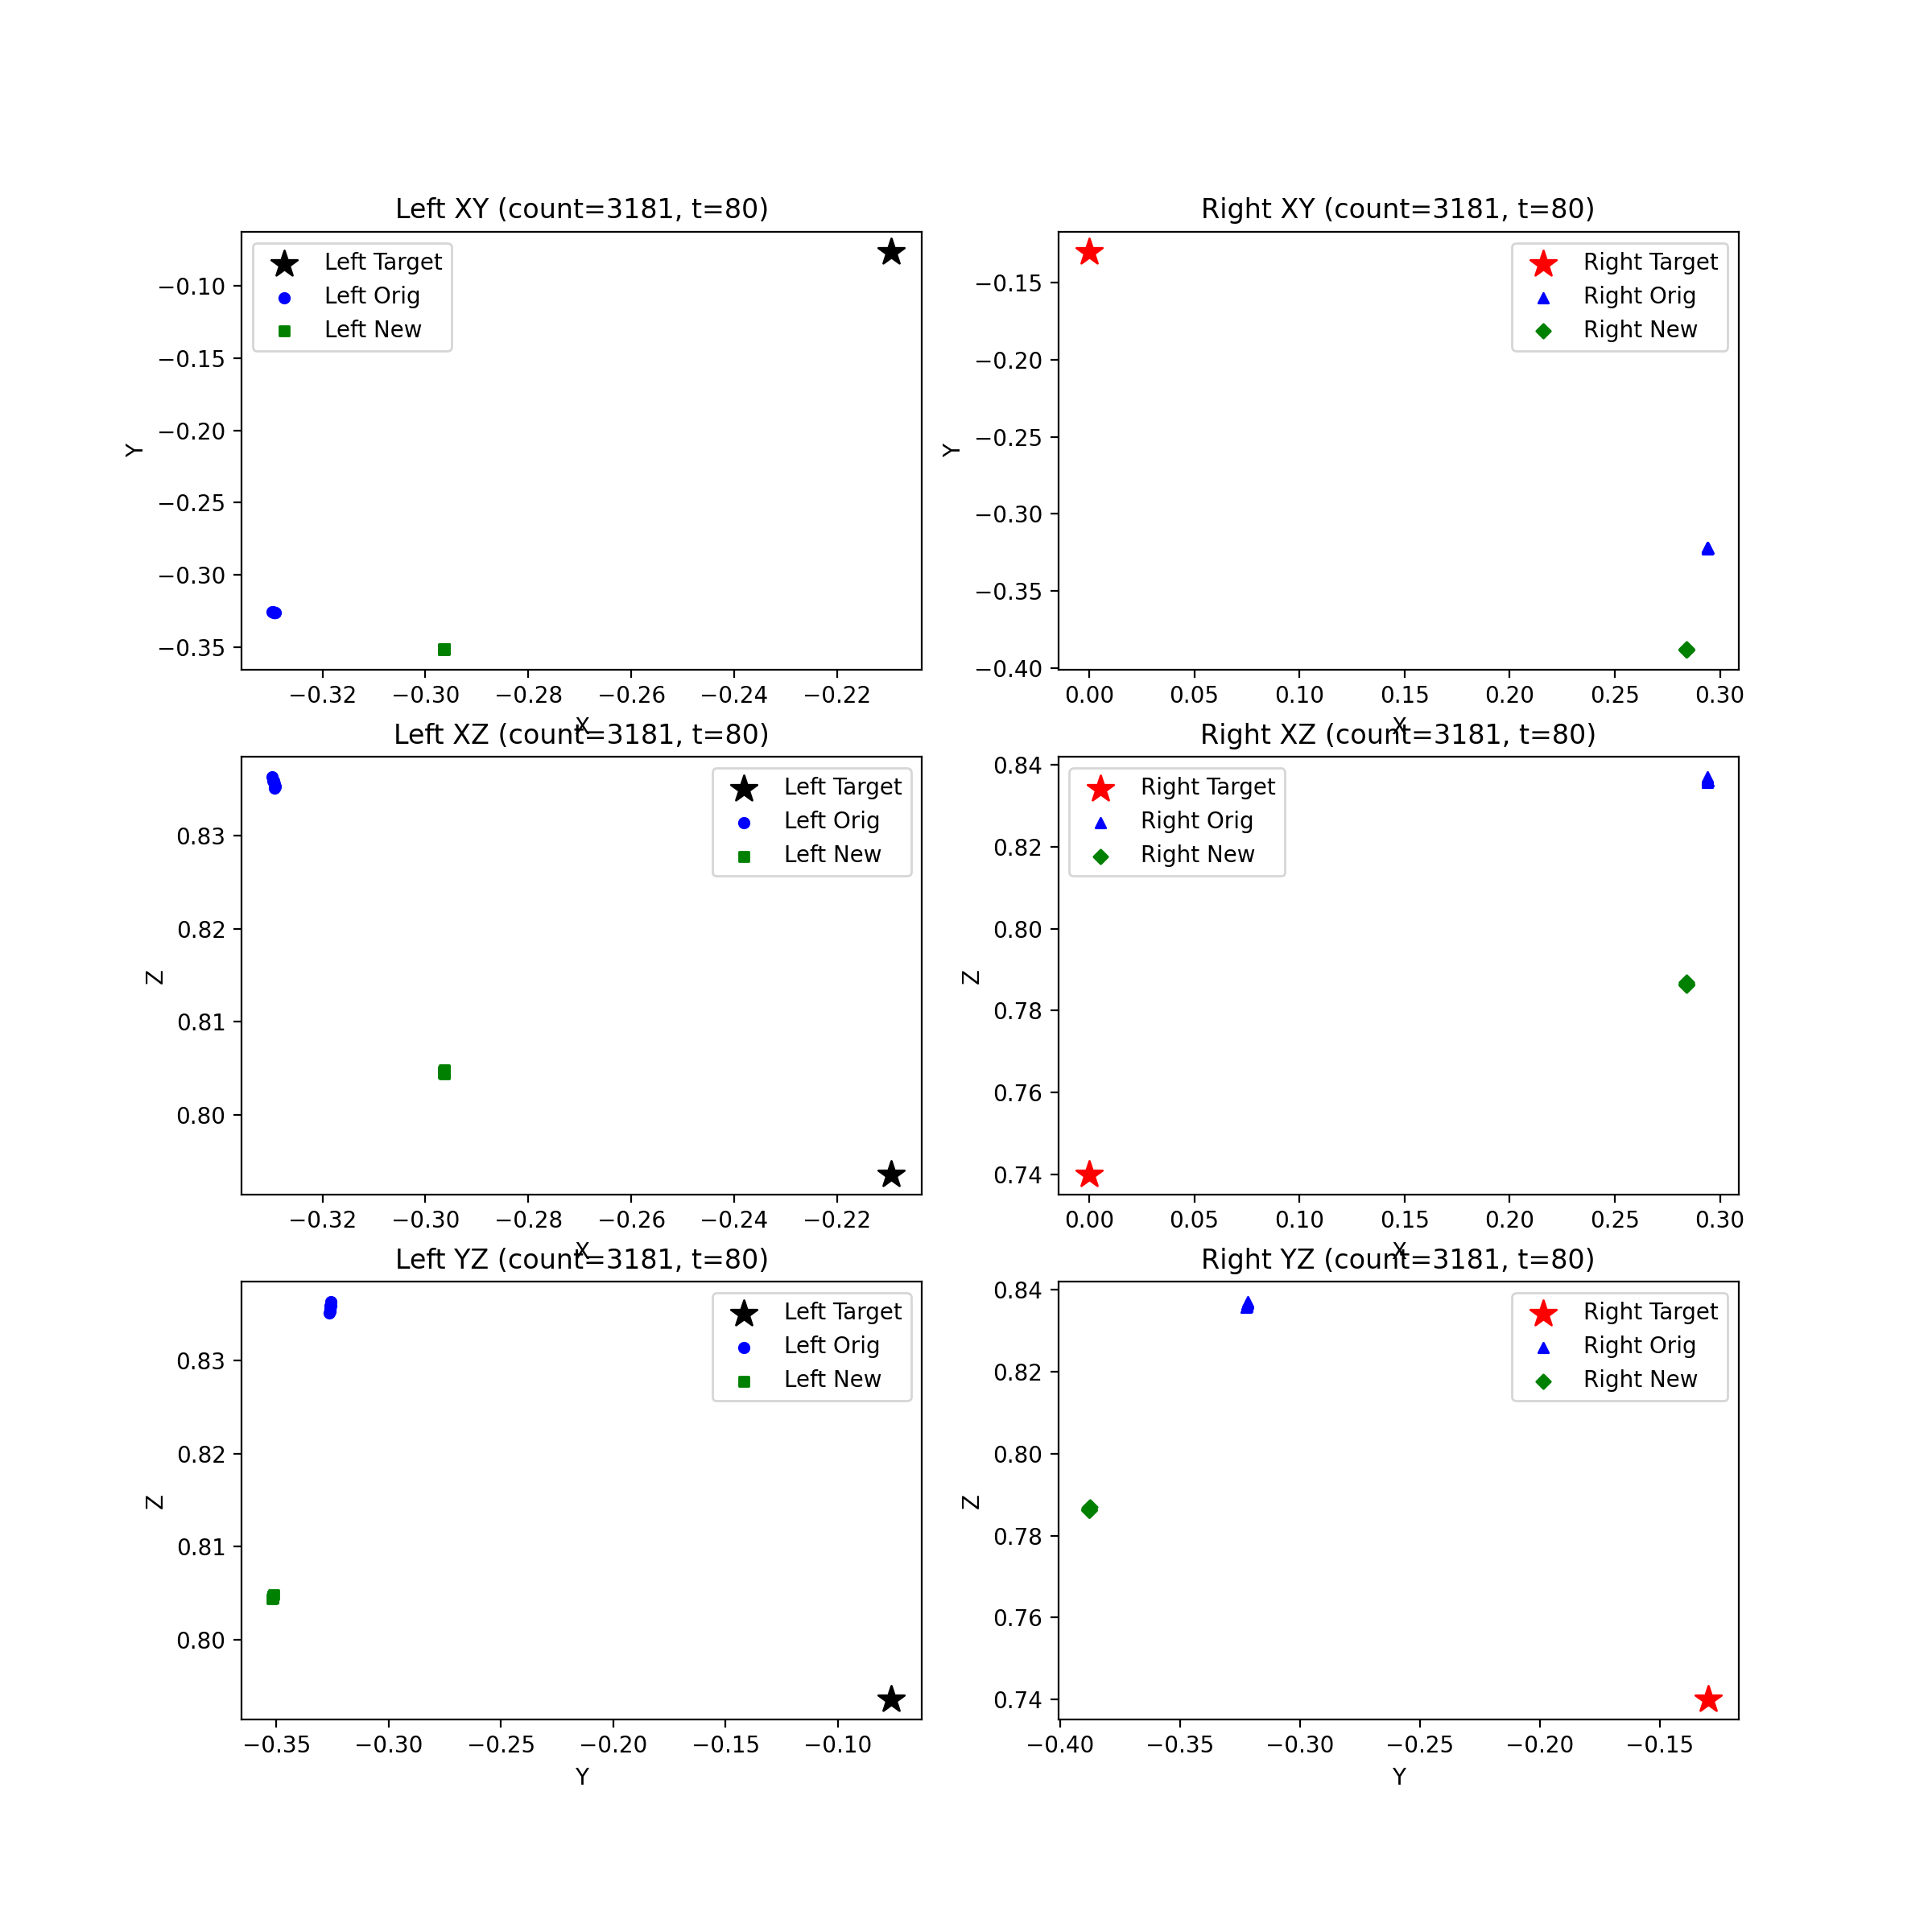 Left XY (count=3181, t=80)
Left Target
Left Orig
Left New
−0.10
−0.15
−0.20
−0.25
−0.30
−0.35
Y
−0.32 −0.30 −0.28 −0.26 −0.24 −0.22
X
Right XY (count=3181, t=80)
Right Target
Right Orig
Right New
−0.15
−0.20
−0.25
−0.30
−0.35
−0.40
Y
0.00 0.05 0.10 0.15 0.20 0.25 0.30
X
Left XZ (count=3181, t=80)
Left Target
Left Orig
Left New
0.83
0.82
0.81
0.80
Z
−0.32 −0.30 −0.28 −0.26 −0.24 −0.22
X
Right XZ (count=3181, t=80)
Right Target
Right Orig
Right New
0.84
0.82
0.80
0.78
0.76
0.74
Z
0.00 0.05 0.10 0.15 0.20 0.25 0.30
X
Left YZ (count=3181, t=80)
Left Target
Left Orig
Left New
0.83
0.82
0.81
0.80
Z
−0.35 −0.30 −0.25 −0.20 −0.15 −0.10
Y
Right YZ (count=3181, t=80)
Right Target
Right Orig
Right New
0.84
0.82
0.80
0.78
0.76
0.74
Z
−0.40 −0.35 −0.30 −0.25 −0.20 −0.15
Y